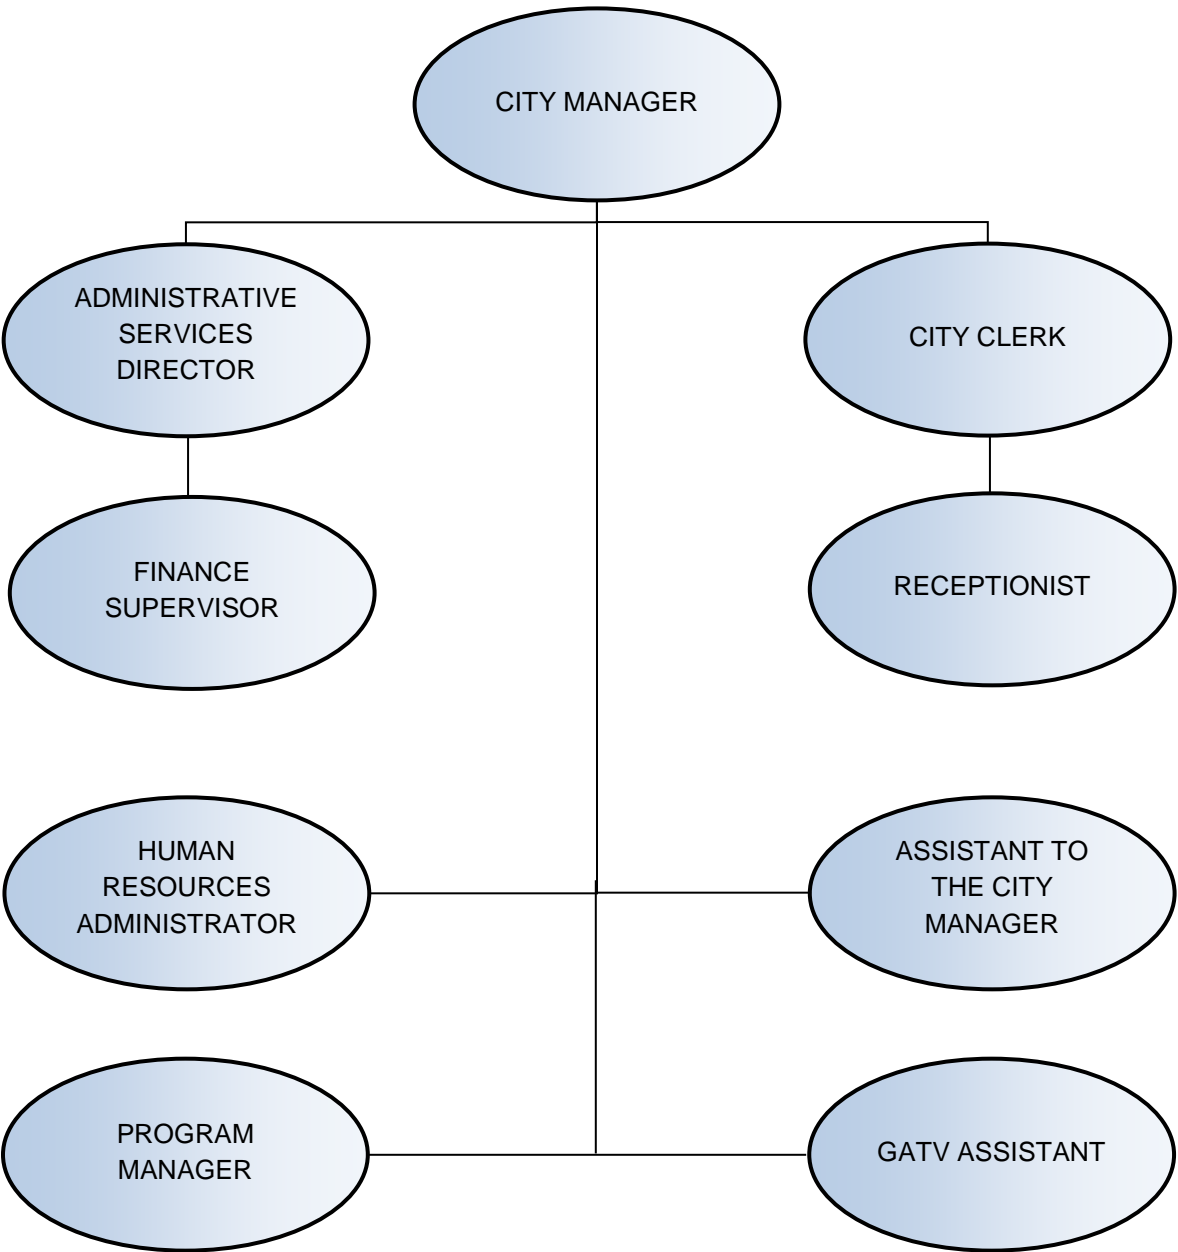 CITY MANAGER
ADMINISTRATIVE
SERVICES
DIRECTOR
CITY CLERK
FINANCE
SUPERVISOR
RECEPTIONIST
HUMAN
RESOURCES
ADMINISTRATOR
ASSISTANT TO
THE CITY
MANAGER
PROGRAM
MANAGER
GATV ASSISTANT